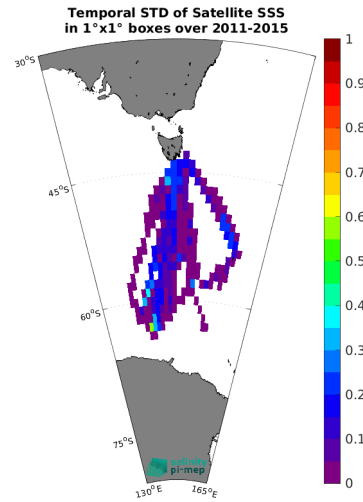 Temporal STD of Satellite SSS
in 1°x1° boxes over 2011-2015
30°S
45°S
60°S
75°S
130°E
165°E
salinity
pi-mep
1
0.9
0.8
0.7
0.6
0.5
0.4
0.3
0.2
0.1
0